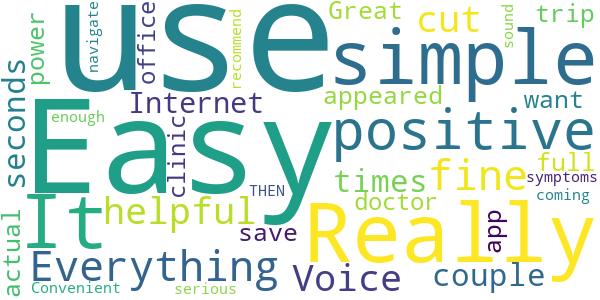 use
Easy
simple
Really
positive
It
Everything
fine
helpful
Voice
times
cut
Internet
couple
seconds
appeared
Great
trip
power
navigate
office
recommend
sound
want
clinic
enough
full
symptoms
THEN
doctor
coming
save
app
actual
Convenient
serious